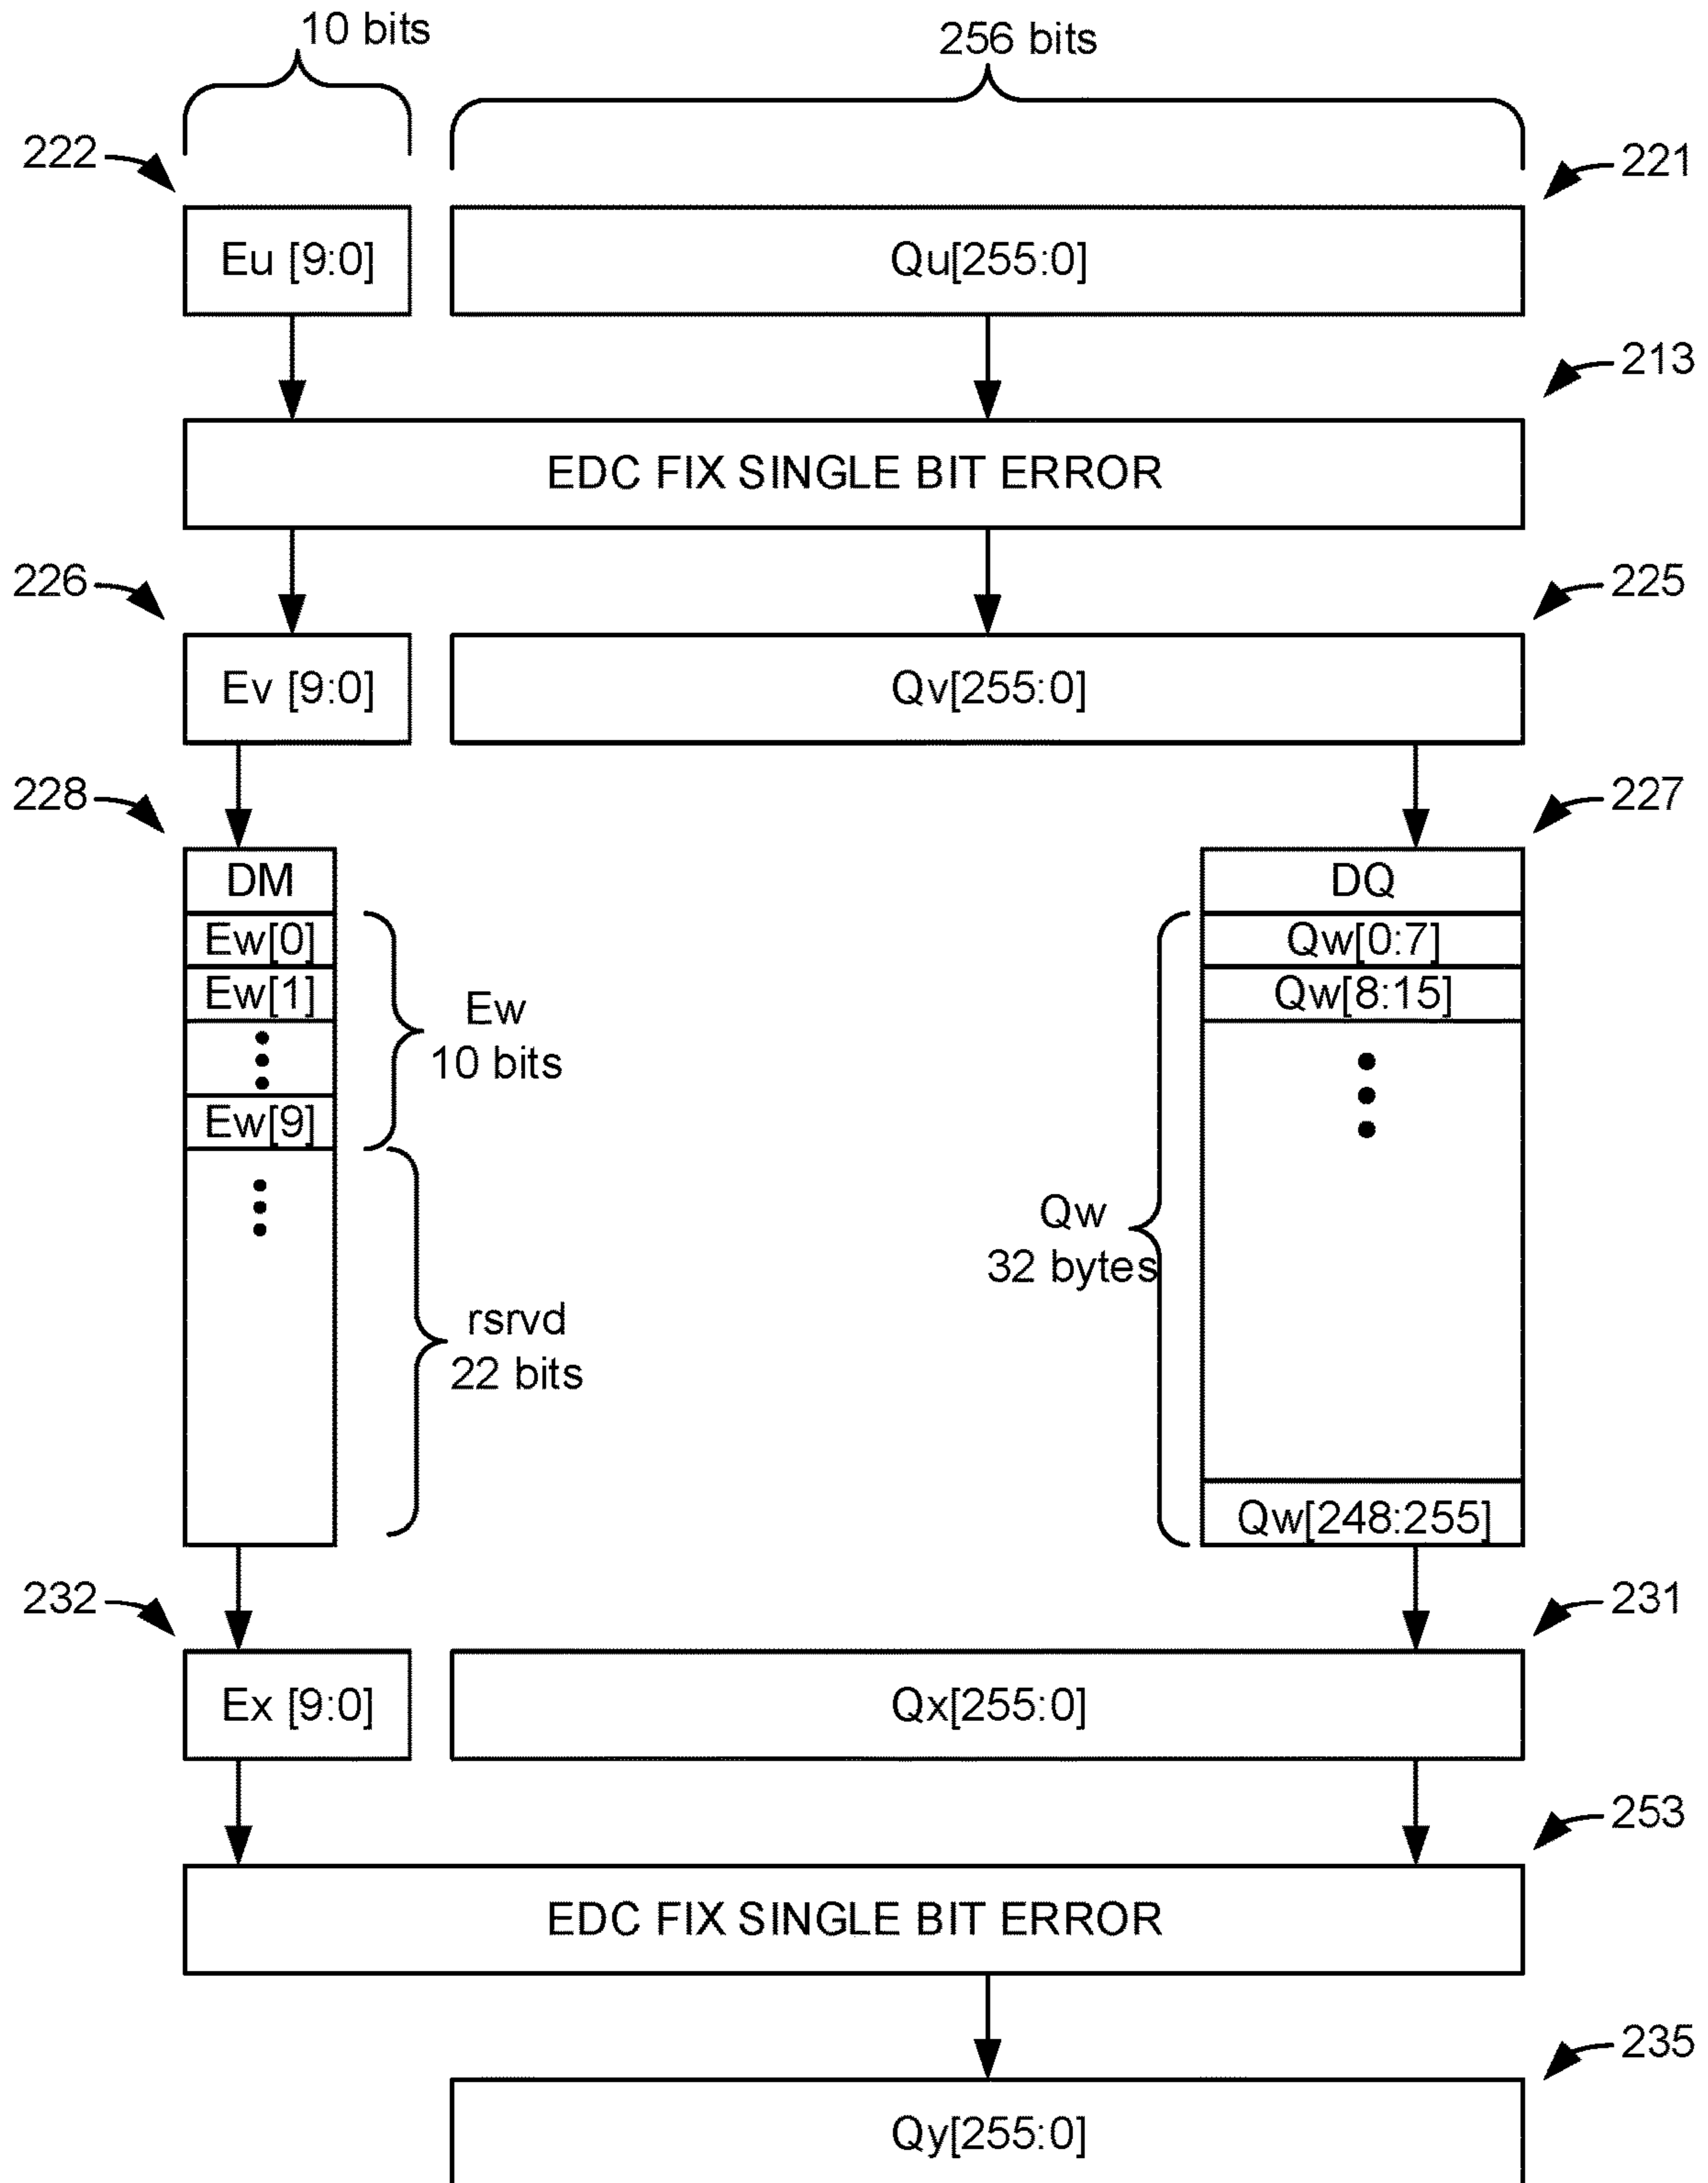 10 bits
256 bits
222
221
Eu [9:0]
Qu[255:0]
213
EDC FIX SINGLE BIT ERROR
226
225
Ev [9:0]
Qv[255:0]
228
227
DM
DQ
Ew[0]
Qw[0:7]
Ew[1]
Qw[8:15]
Ew
10 bits
Ew[9]
Qw
32 bytes
rsrvd
22 bits
Qw[248:255]
232
231
Ex [9:0]
Qx[255:0]
253
EDC FIX SINGLE BIT ERROR
235
Qy[255:0]